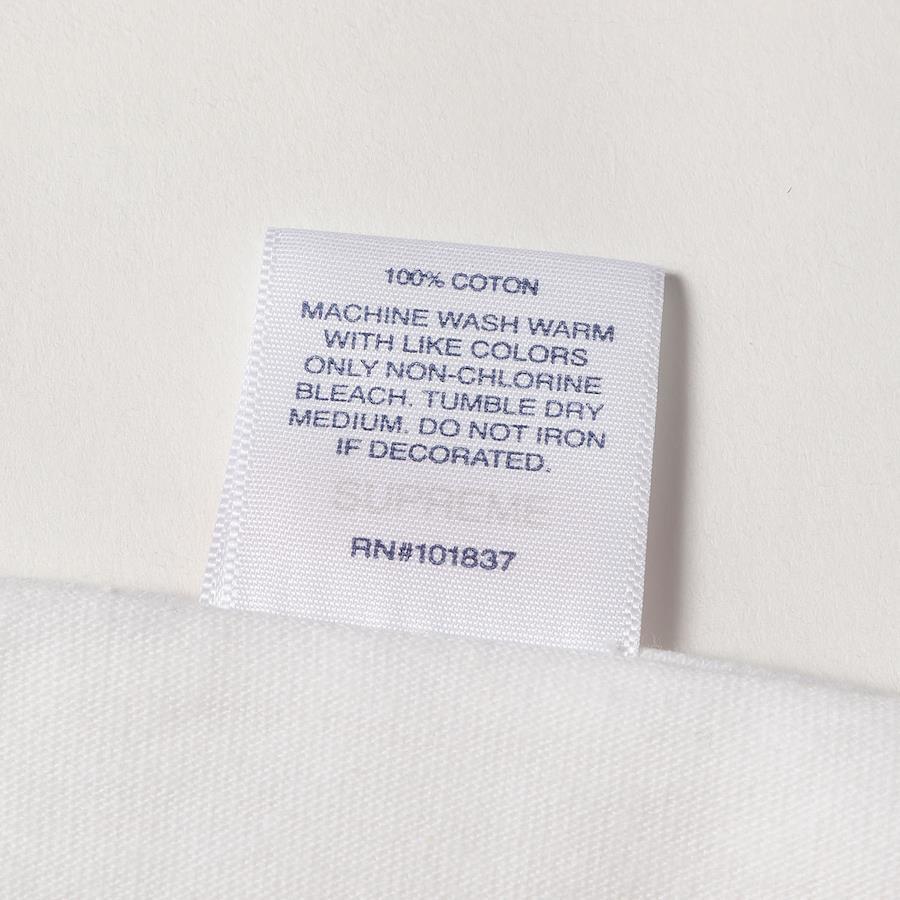 100% COTON
MACHINE WASH WARM
WITH LIKE COLORS
ONLY NON-CHLORINE
BLEACH. TUMBLE DRY
MEDIUM. DO NOT IRON
IF DECORATED.
SUPREME
RN#101837